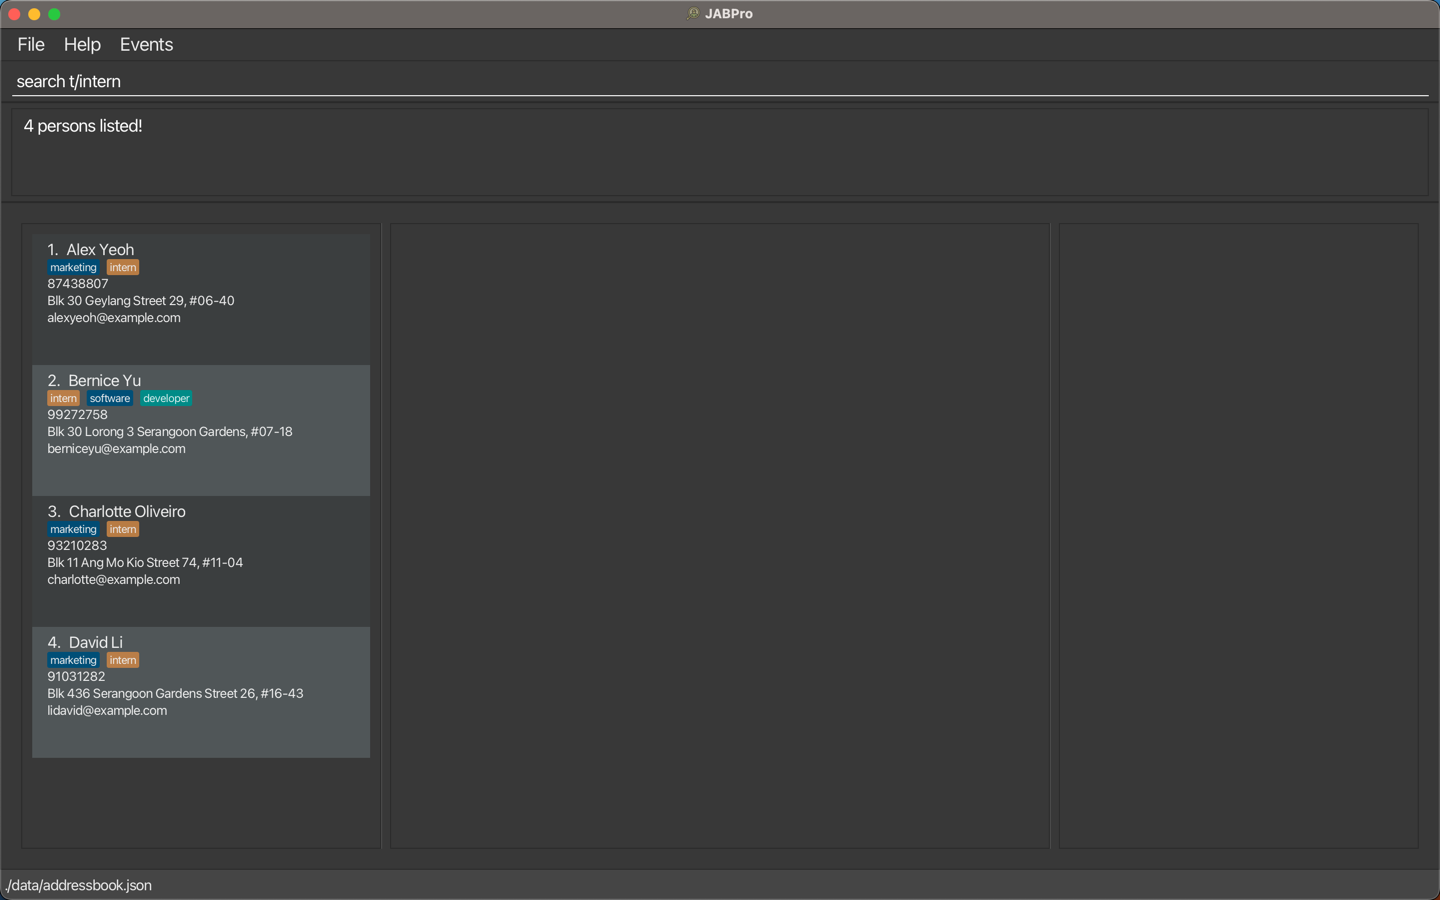 JABPro
File Help Events
search t/intern
4 persons listed!
1. Alex Yeoh
marketing intern
87438807
Blk 30 Geylang Street 29, #06-40
alexyeoh@example.com
2. Bernice Yu
intern software developer
99272758
Blk 30 Lorong 3 Serangoon Gardens, #07-18
berniceyu@example.com
3. Charlotte Oliveiro
marketing intern
93210283
Blk 11 Ang Mo Kio Street 74, #11-04
charlotte@example.com
4. David Li
marketing intern
91031282
Blk 436 Serangoon Gardens Street 26, #16-43
lidavid@example.com
./data/addressbook.json